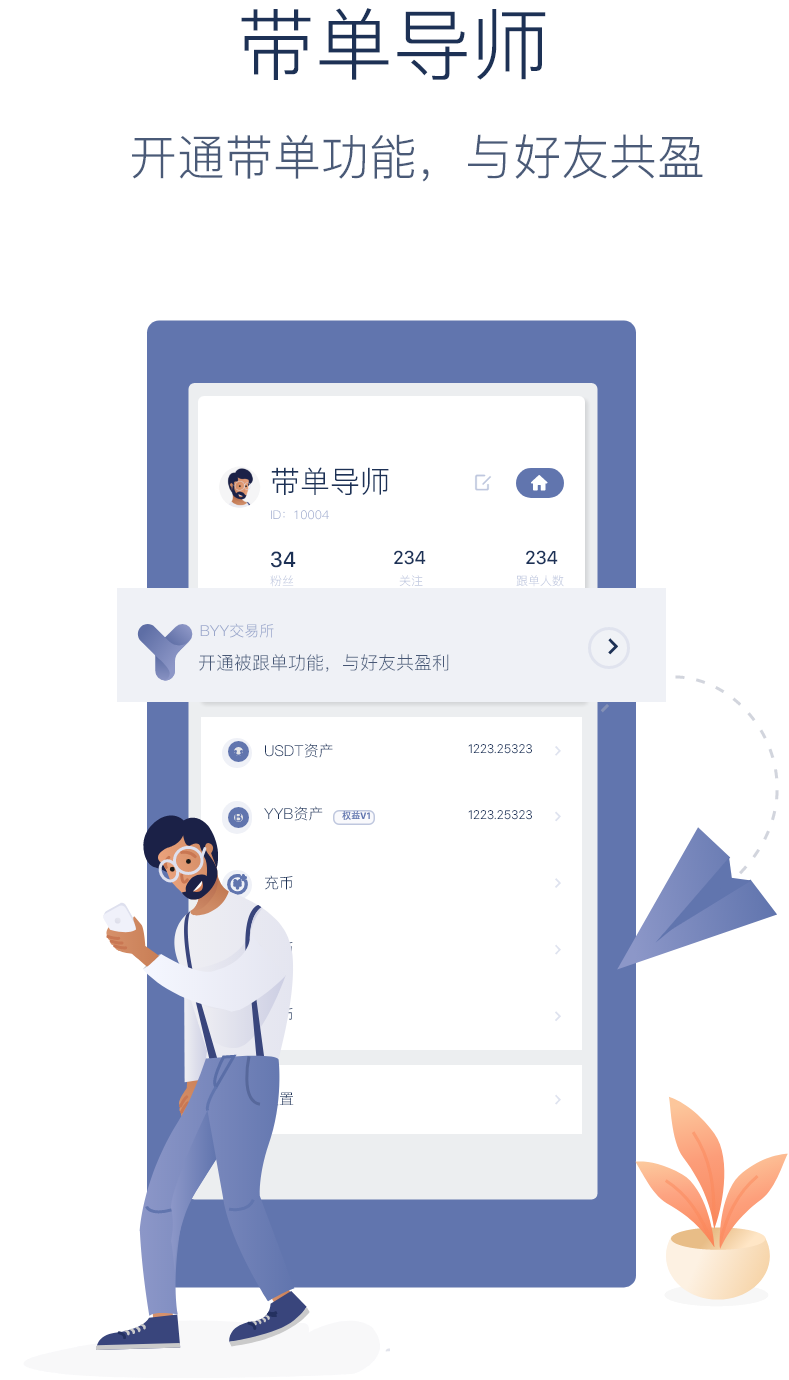 带单导师
开通带单功能，与好友共盈
带单导师
ID：10004
34 234 234
粉丝 关注 跟单人数
BYY交易所
开通被跟单功能，与好友共盈利
USDT资产 1223.25323
YYB资产 权益V1 1223.25323
充币
币
币
置